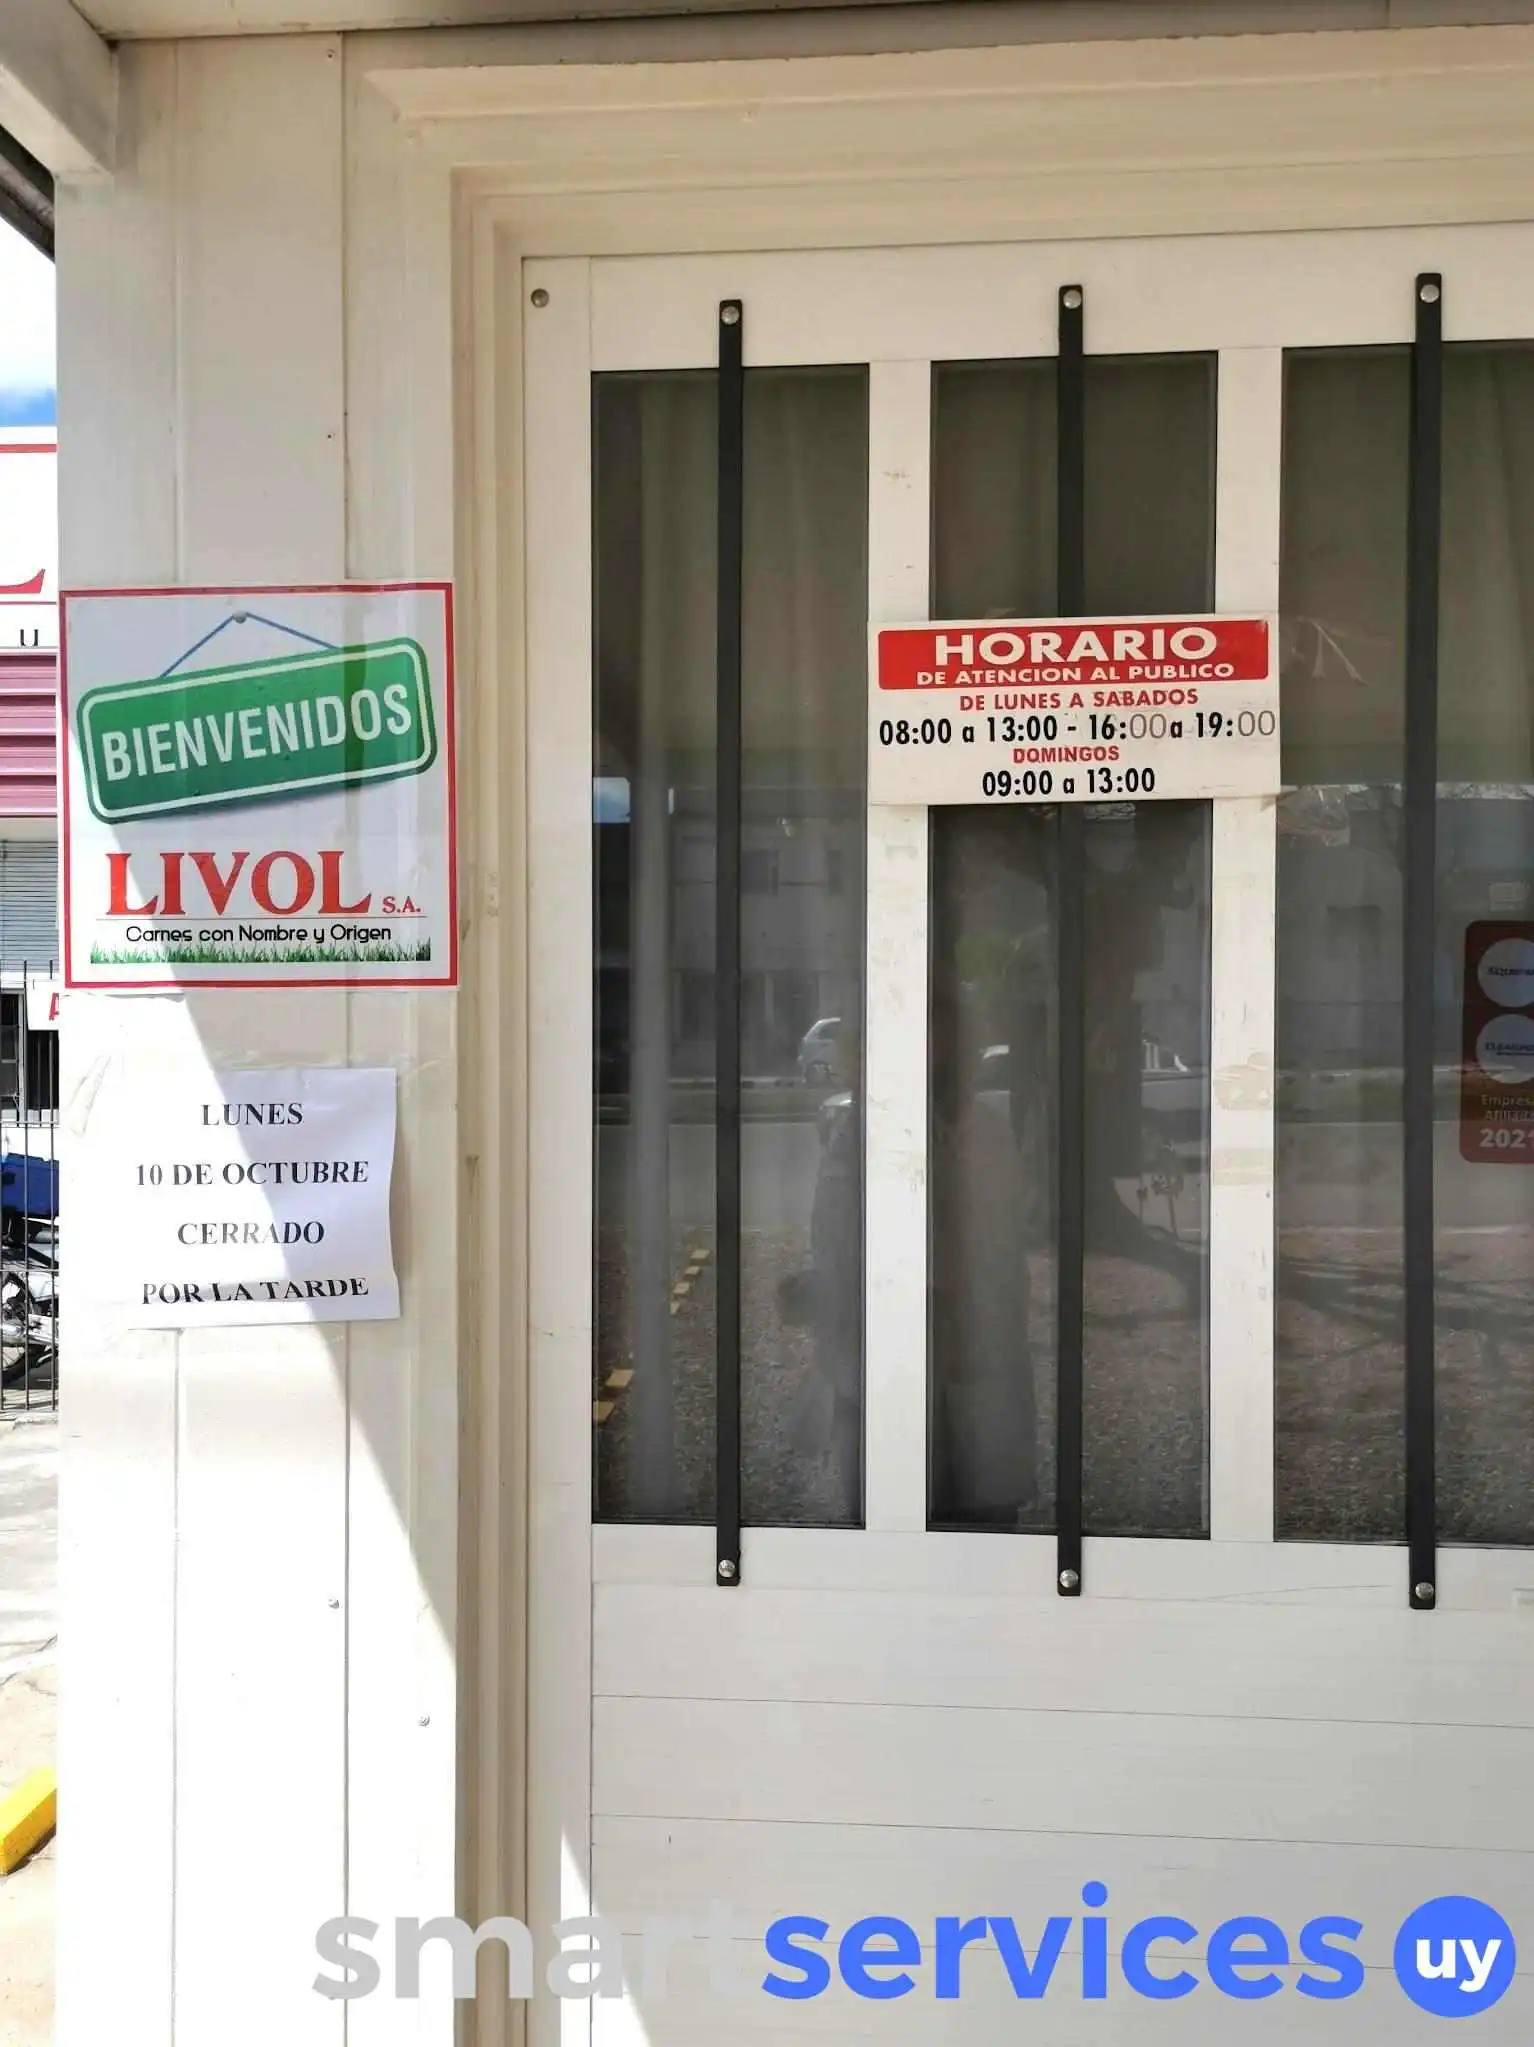 BIENVENIDOS
LIVOL S.A.
Carnes con Nombre y Origen
LUNES
10 DE OCTUBRE
CERRADO
POR LA TARDE
HORARIO
DE ATENCION AL PUBLICO
DE LUNES A SABADOS
08:00 a 13:00 - 16:00 a 19:00
DOMINGOS
09:00 a 13:00
smartservices uy